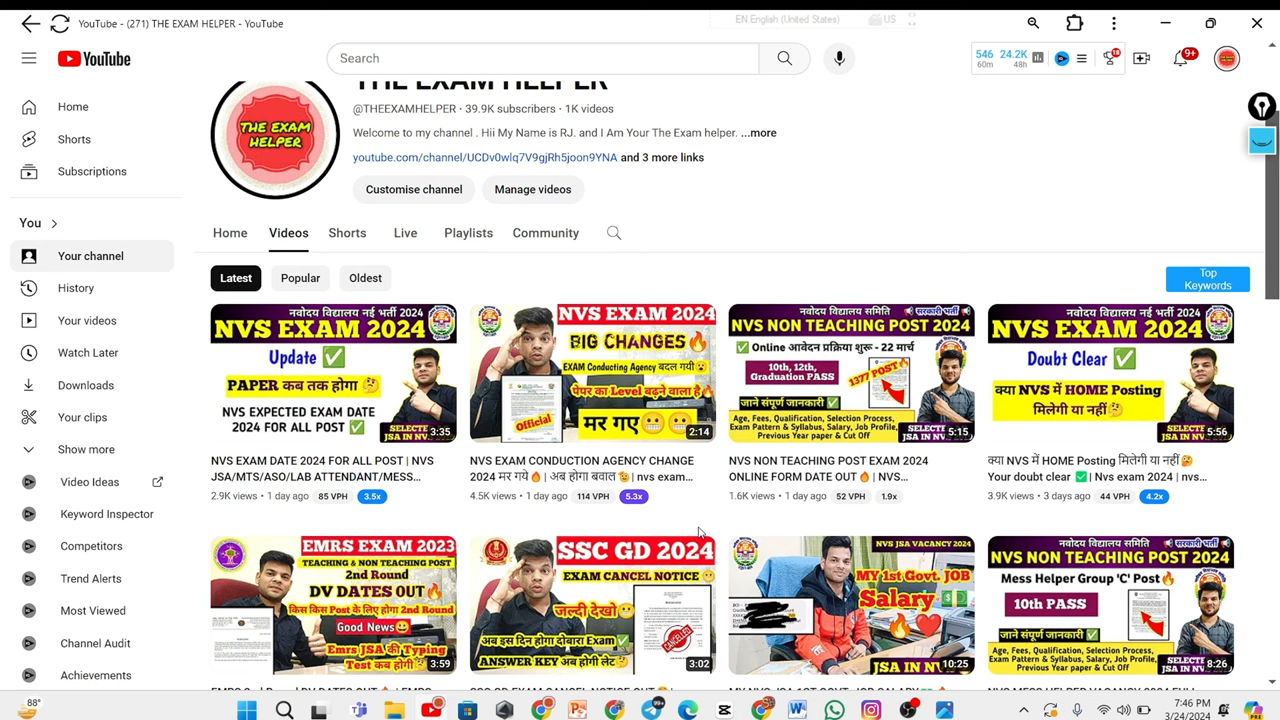 YouTube - (271) THE EXAM HELPER - YouTube
EN English (United States)
US
YouTube
Search
546
60m
24.2K
48h
18
9+
Home
Shorts
Subscriptions
You
Your channel
History
Your videos
Watch Later
Downloads
Your clips
Show more
Video Ideas
Keyword Inspector
Competitors
Trend Alerts
Most Viewed
Channel Audit
Achievements
THE EXAM HELPER
THE EXAM
HELPER
@THEEXAMHELPER · 39.9K subscribers · 1K videos
Welcome to my channel . Hii My Name is RJ. and I Am Your The Exam helper. ...more
youtube.com/channel/UCDv0wlq7V9gjRh5joon9YNA and 3 more links
Customise channel
Manage videos
Home
Videos
Shorts
Live
Playlists
Community
Latest
Popular
Oldest
Top
Keywords
नवोदय विद्यालय नई भर्ती 2024
NVS EXAM 2024
Update ✅
PAPER कब तक होगा 🤔
NVS EXPECTED EXAM DATE
2024 FOR ALL POST ✅
SELECTE
JSA IN NV
3:35
NVS EXAM DATE 2024 FOR ALL POST | NVS
JSA/MTS/ASO/LAB ATTENDANT/MESS...
2.9K views • 1 day ago
85 VPH
3.5x
NVS EXAM 2024
BIG CHANGES🔥
EXAM Conducting Agency बदल गयी😮
पेपर का Level बढ़ने वाला है
Official
मर गए😬😬
2:14
NVS EXAM CONDUCTION AGENCY CHANGE
2024 मर गये🔥| अब होगा बवाल😉| nvs exam...
4.5K views • 1 day ago
114 VPH
5.3x
नवोदय विद्यालय समिति
सरकारी नौकरी
NVS NON TEACHING POST 2024
✅ Online आवेदन प्रक्रिया शुरू - 22 मार्च
10th, 12th,
Graduation PASS
1377 POST🔥
जाने संपूर्ण जानकारी ✅
Age, Fees, Qualification, Selection Process,
Exam Pattern & Syllabus, Salary, Job Profile,
Previous Year paper & Cut Off
SELECTE
JSA IN N
5:15
NVS NON TEACHING POST EXAM 2024
ONLINE FORM DATE OUT🔥| NVS...
1.6K views • 1 day ago
52 VPH
1.9x
नवोदय विद्यालय नई भर्ती 2024
NVS EXAM 2024
Doubt Clear ✅
क्या NVS में HOME Posting
मिलेगी या नहीं🤔
SELECTE
JSA IN NV
5:56
क्या NVS में HOME Posting मिलेगी या नहीं🤔
Your doubt clear ✅| Nvs exam 2024 | nvs...
3.9K views • 3 days ago
44 VPH
4.2x
EMRS EXAM 2023
TEACHING & NON TEACHING POST
2nd Round
DV DATES OUT🔥
किस किस Post के लिए होगा 2nd Round
Good News😀
Emrs JSA की Typing
Test कब होगी
3:59
SSC GD 2024
EXAM CANCEL NOTICE 😬
जल्दी देखो😬
अब इस दिन होगा दोबारा Exam✅
CANCELLED
ANSWER KEY अब होगी लेट🤔
3:02
NVS JSA VACANCY 2024
MY 1st Govt. JOB
Salary 💵
JSA IN NV
10:25
नवोदय विद्यालय समिति
सरकारी नौकरी
NVS NON TEACHING POST 2024
Mess Helper Group 'C' Post🔥
10th PASS
जाने संपूर्ण जानकारी ✅
Age, Fees, Qualification, Selection Process,
Exam Pattern & Syllabus, Salary, Job Profile,
Previous Year paper & Cut Off
SELECTE
JSA IN N
8:26
88°
7:46 PM
3/24/2024